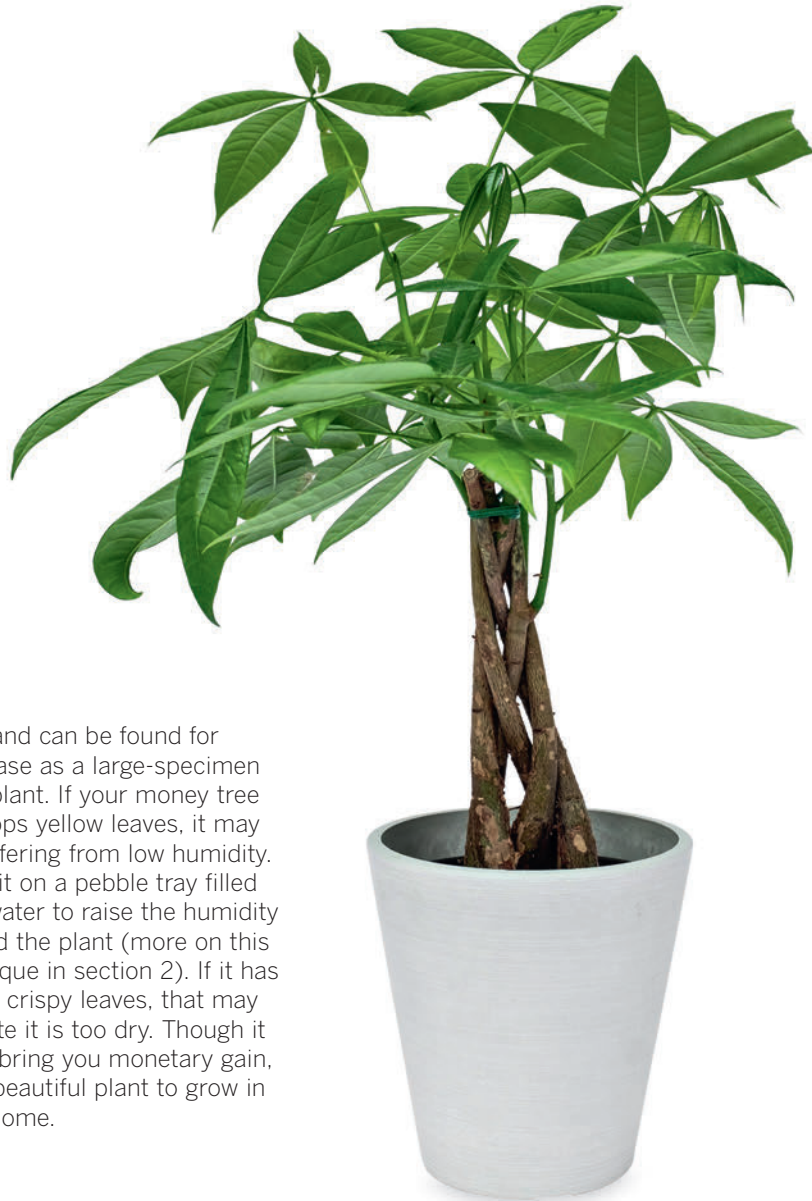 and can be found for
ase as a large-specimen
plant. If your money tree
ops yellow leaves, it may
ffering from low humidity.
it on a pebble tray filled
water to raise the humidity
d the plant (more on this
ique in section 2). If it has
crispy leaves, that may
te it is too dry. Though it
bring you monetary gain,
beautiful plant to grow in
ome.